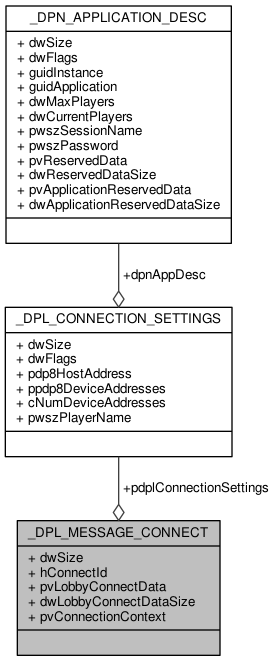 _DPN_APPLICATION_DESC
+ dwSize
+ dwFlags
+ guidInstance
+ guidApplication
+ dwMaxPlayers
+ dwCurrentPlayers
+ pwszSessionName
+ pwszPassword
+ pvReservedData
+ dwReservedDataSize
+ pvApplicationReservedData
+ dwApplicationReservedDataSize
+dpnAppDesc
_DPL_CONNECTION_SETTINGS
+ dwSize
+ dwFlags
+ pdp8HostAddress
+ ppdp8DeviceAddresses
+ cNumDeviceAddresses
+ pwszPlayerName
+pdplConnectionSettings
_DPL_MESSAGE_CONNECT
+ dwSize
+ hConnectId
+ pvLobbyConnectData
+ dwLobbyConnectDataSize
+ pvConnectionContext